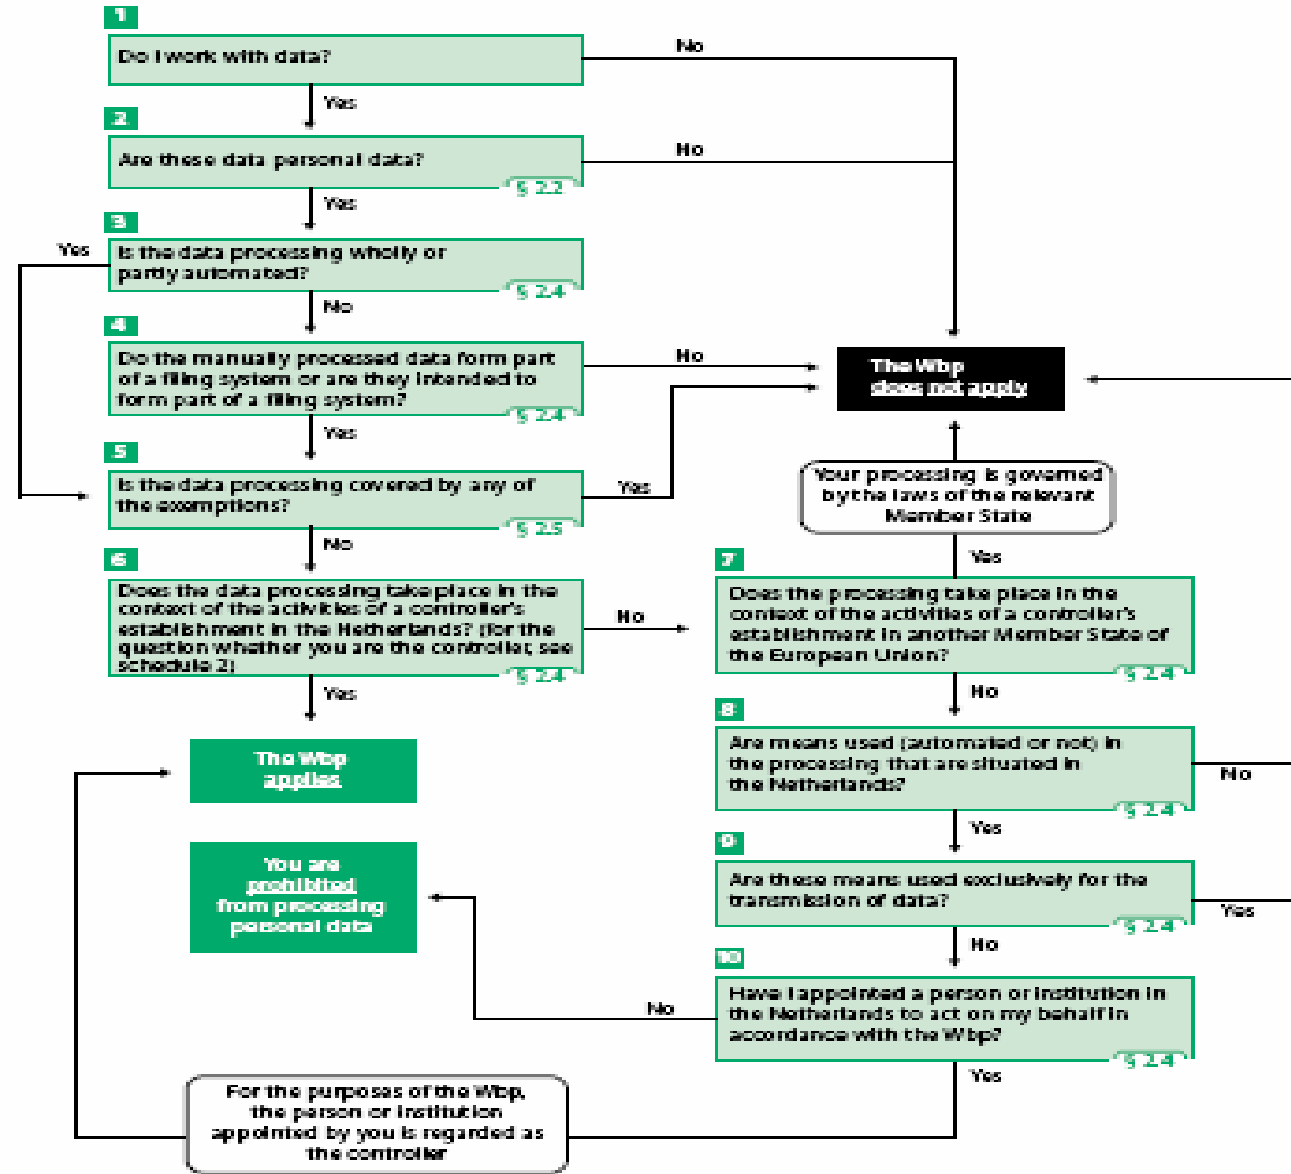 1
Do I work with data?
No
Yes
2
Are these data personal data?
§ 2.2
No
Yes
3
Is the data processing wholly or
partly automated?
§ 2.4
Yes
No
4
Do the manually processed data form part
of a filing system or are they intended to
form part of a filing system?
§ 2.4
No
Yes
The Wbp
does not apply
5
Is the data processing covered by any of
the exemptions?
§ 2.5
Yes
No
Your processing is governed
by the laws of the relevant
Member State
Yes
6
Does the data processing take place in the
context of the activities of a controller's
establishment in the Netherlands? (for the
question whether you are the controller, see
schedule 2)
§ 2.4
No
Yes
7
Does the processing take place in the
context of the activities of a controller's
establishment in another Member State of
the European Union?
§ 2.4
No
8
Are means used (automated or not) in
the processing that are situated in
the Netherlands?
§ 2.4
No
Yes
The Wbp
applies
9
Are these means used exclusively for the
transmission of data?
§ 2.4
Yes
No
You are
prohibited
from processing
personal data
10
Have I appointed a person or institution in
the Netherlands to act on my behalf in
accordance with the Wbp?
§ 2.4
No
Yes
For the purposes of the Wbp,
the person or institution
appointed by you is regarded as
the controller